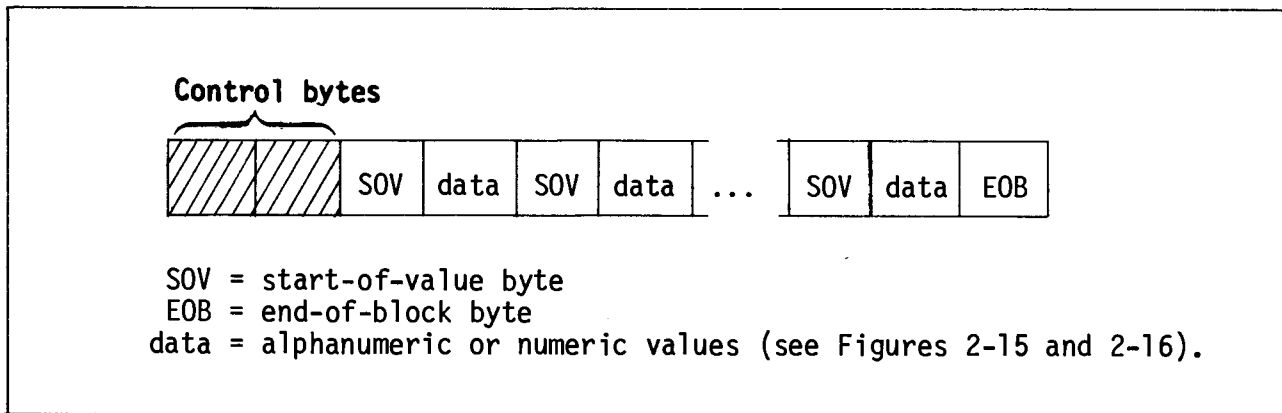 Control bytes
SOV data SOV data ... SOV data EOB
SOV = start-of-value byte
EOB = end-of-block byte
data = alphanumeric or numeric values (see Figures 2-15 and 2-16).